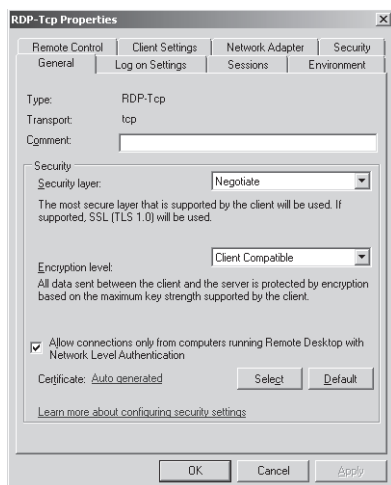 RDP-Tcp Properties
Remote Control Client Settings Network Adapter Security
General Log on Settings Sessions Environment
Type: RDP-Tcp
Transport: tcp
Comment:
Security
Security layer: Negotiate
The most secure layer that is supported by the client will be used. If
supported, SSL (TLS 1.0) will be used.
Encryption level: Client Compatible
All data sent between the client and the server is protected by encryption
based on the maximum key strength supported by the client.
Allow connections only from computers running Remote Desktop with
Network Level Authentication
Certificate: Auto generated Select Default
Learn more about configuring security settings
OK Cancel Apply